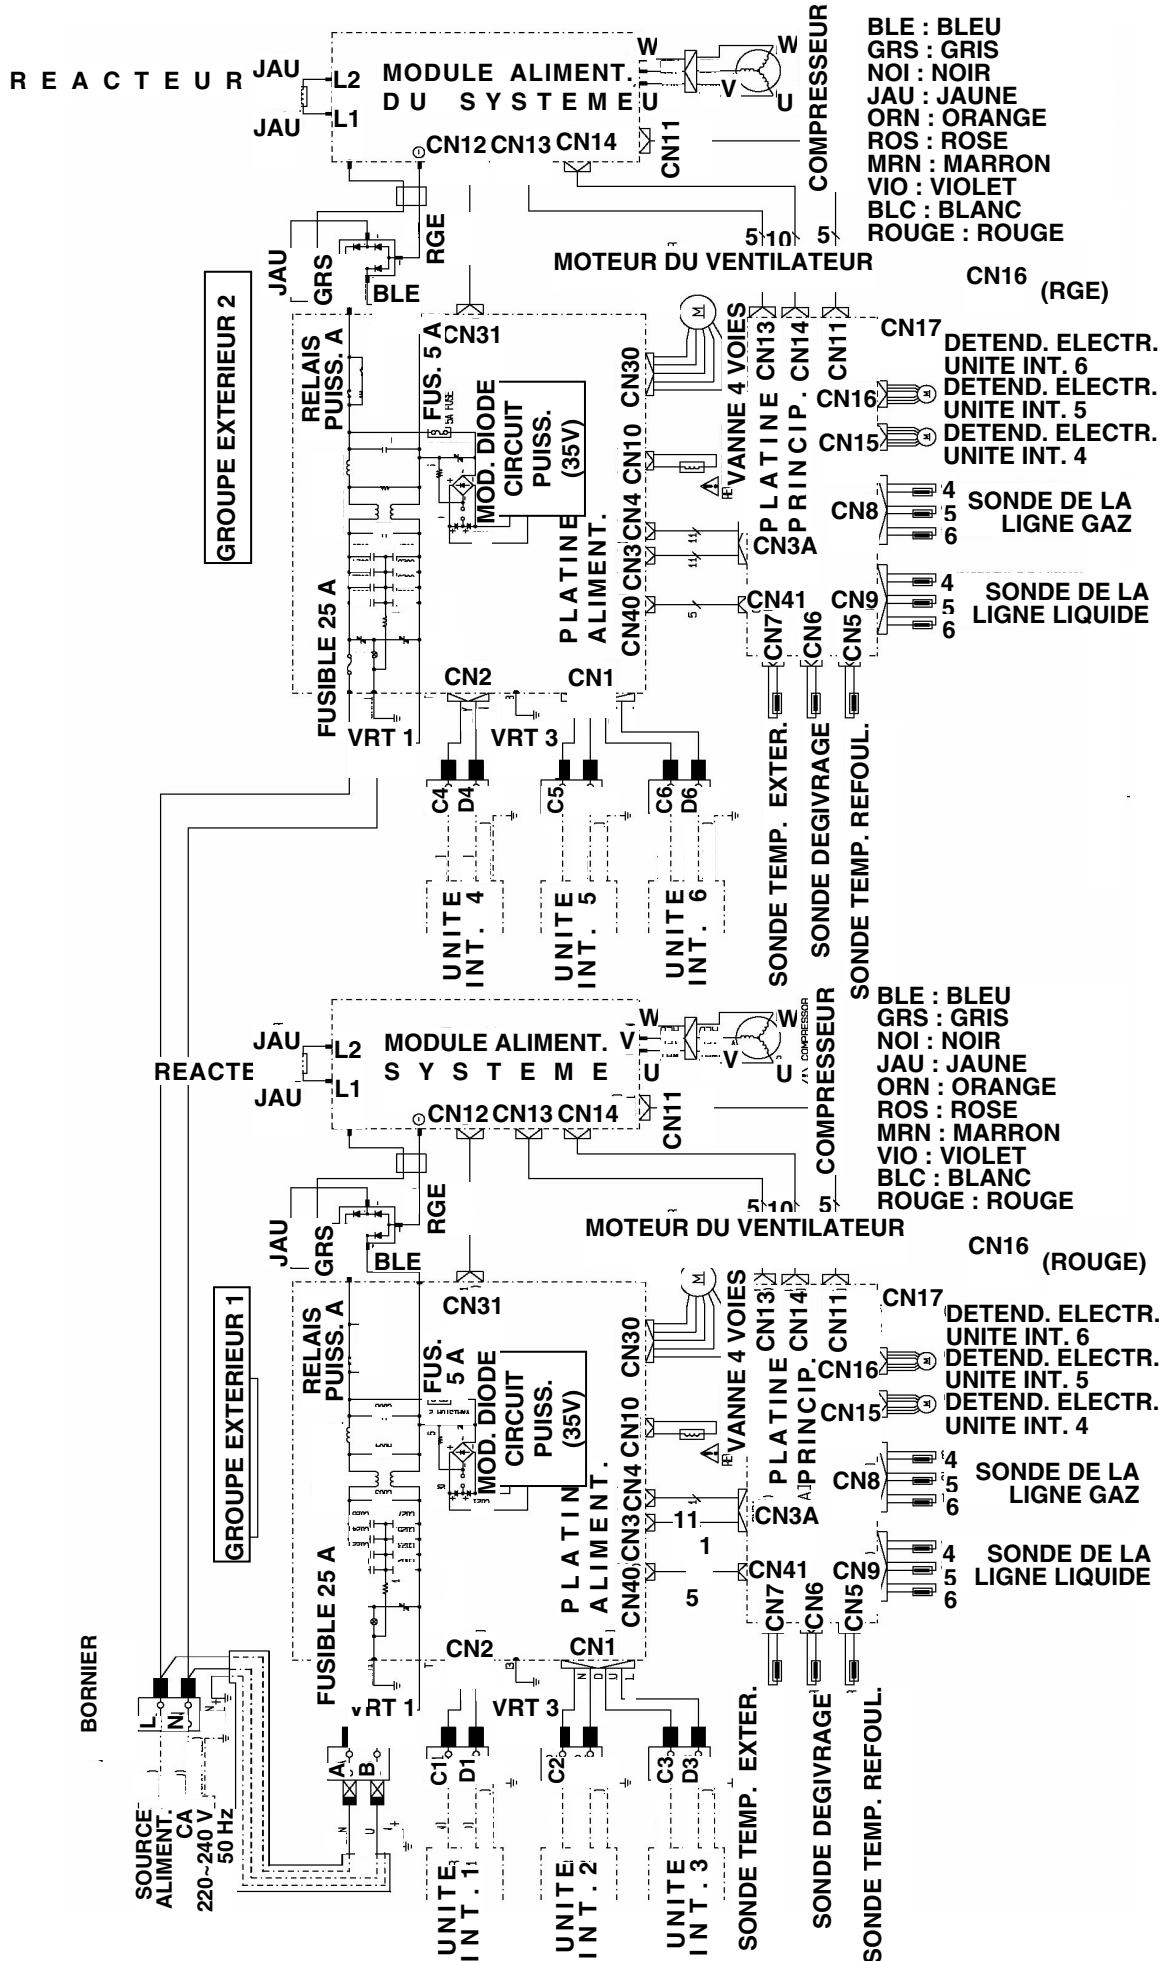 REACTEUR
JAU
JAU
L2
L1
MODULE ALIMENT.
DU SYSTEME
CN12 CN13 CN14
CN11
W
U
W
V
U
COMPRESSEUR
BLE : BLEU
GRS : GRIS
NOI : NOIR
JAU : JAUNE
ORN : ORANGE
ROS : ROSE
MRN : MARRON
VIO : VIOLET
BLC : BLANC
ROUGE : ROUGE
JAU
GRS
BLE
RGE
5
10
5
MOTEUR DU VENTILATEUR
CN16
(RGE)
GROUPE EXTERIEUR 2
RELAIS
PUISS. A
FUS. 5 A
5A FUSE
CN31
MOD. DIODE
CIRCUIT
PUISS.
(35V)
PLATINE
ALIMENT.
FUSIBLE 25 A
CN30
CN10
CN4
CN3
CN40
M
VANNE 4 VOIES
11
11
5
CN13
CN14
CN11
PLATINE
PRINCIP.
CN17
CN16
CN15
CN8
CN3A
CN41
CN9
CN7
CN6
CN5
DETEND. ELECTR.
UNITE INT. 6
DETEND. ELECTR.
UNITE INT. 5
DETEND. ELECTR.
UNITE INT. 4
4
5
6
SONDE DE LA
LIGNE GAZ
4
5
6
SONDE DE LA
LIGNE LIQUIDE
CN2
CN1
VRT 1
VRT 3
3
C4
D4
C5
C6
D6
UNITE
INT. 4
UNITE
INT. 5
UNITE
INT. 6
SONDE TEMP. EXTER.
SONDE DEGIVRAGE
SONDE TEMP. REFOUL.
REACTE
JAU
JAU
L2
L1
MODULE ALIMENT.
SYSTEME
CN12 CN13 CN14
CN11
W
V
U
W
V
U
COMPRESSOR
COMPRESSEUR
BLE : BLEU
GRS : GRIS
NOI : NOIR
JAU : JAUNE
ORN : ORANGE
ROS : ROSE
MRN : MARRON
VIO : VIOLET
BLC : BLANC
ROUGE : ROUGE
JAU
GRS
BLE
RGE
5
10
5
MOTEUR DU VENTILATEUR
CN16
(ROUGE)
GROUPE EXTERIEUR 1
RELAIS
PUISS. A
FUS.
5 A
CN31
MOD. DIODE
CIRCUIT
PUISS.
(35V)
PLATIN
ALIMENT.
FUSIBLE 25 A
CN30
CN10
CN4
CN3
CN40
M
VANNE 4 VOIES
11
1
5
CN13
CN14
CN11
PLATINE
PRINCIP.
CN17
CN16
CN15
CN8
CN3A
CN41
CN9
CN7
CN6
CN5
DETEND. ELECTR.
UNITE INT. 6
DETEND. ELECTR.
UNITE INT. 5
DETEND. ELECTR.
UNITE INT. 4
4
5
6
SONDE DE LA
LIGNE GAZ
4
5
6
SONDE DE LA
LIGNE LIQUIDE
CN2
CN1
VRT 1
VRT 3
3
BORNIER
L
N
A
B
C1
D1
C2
C3
D3
SOURCE
ALIMENT.
CA
220~240 V
50 Hz
UNITE
INT. 1
UNITE
INT. 2
UNITE
INT. 3
SONDE TEMP. EXTER.
SONDE DEGIVRAGE
SONDE TEMP. REFOUL.